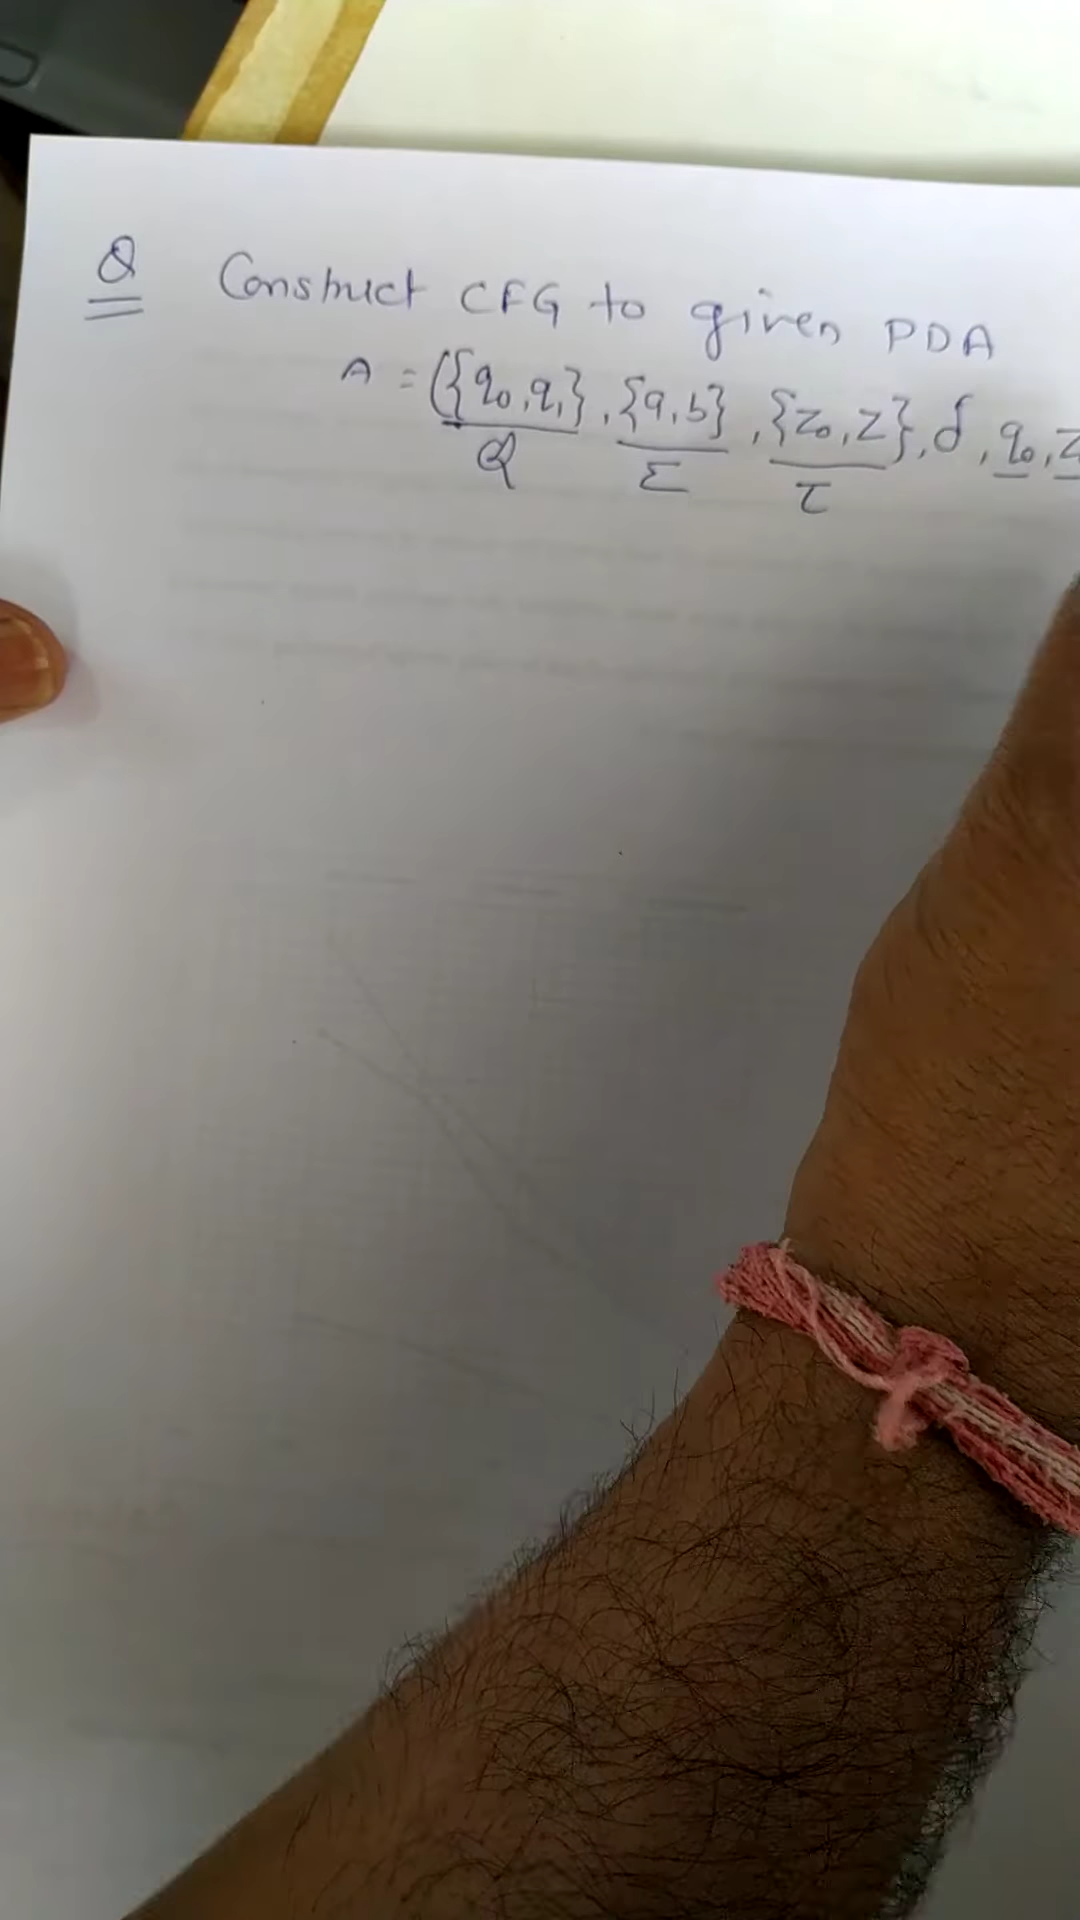 Q Construct CFG to given PDA
A = ({q₀,q₁}, {a,b}, {z₀,z}, δ, q₀, z
Q Σ τ